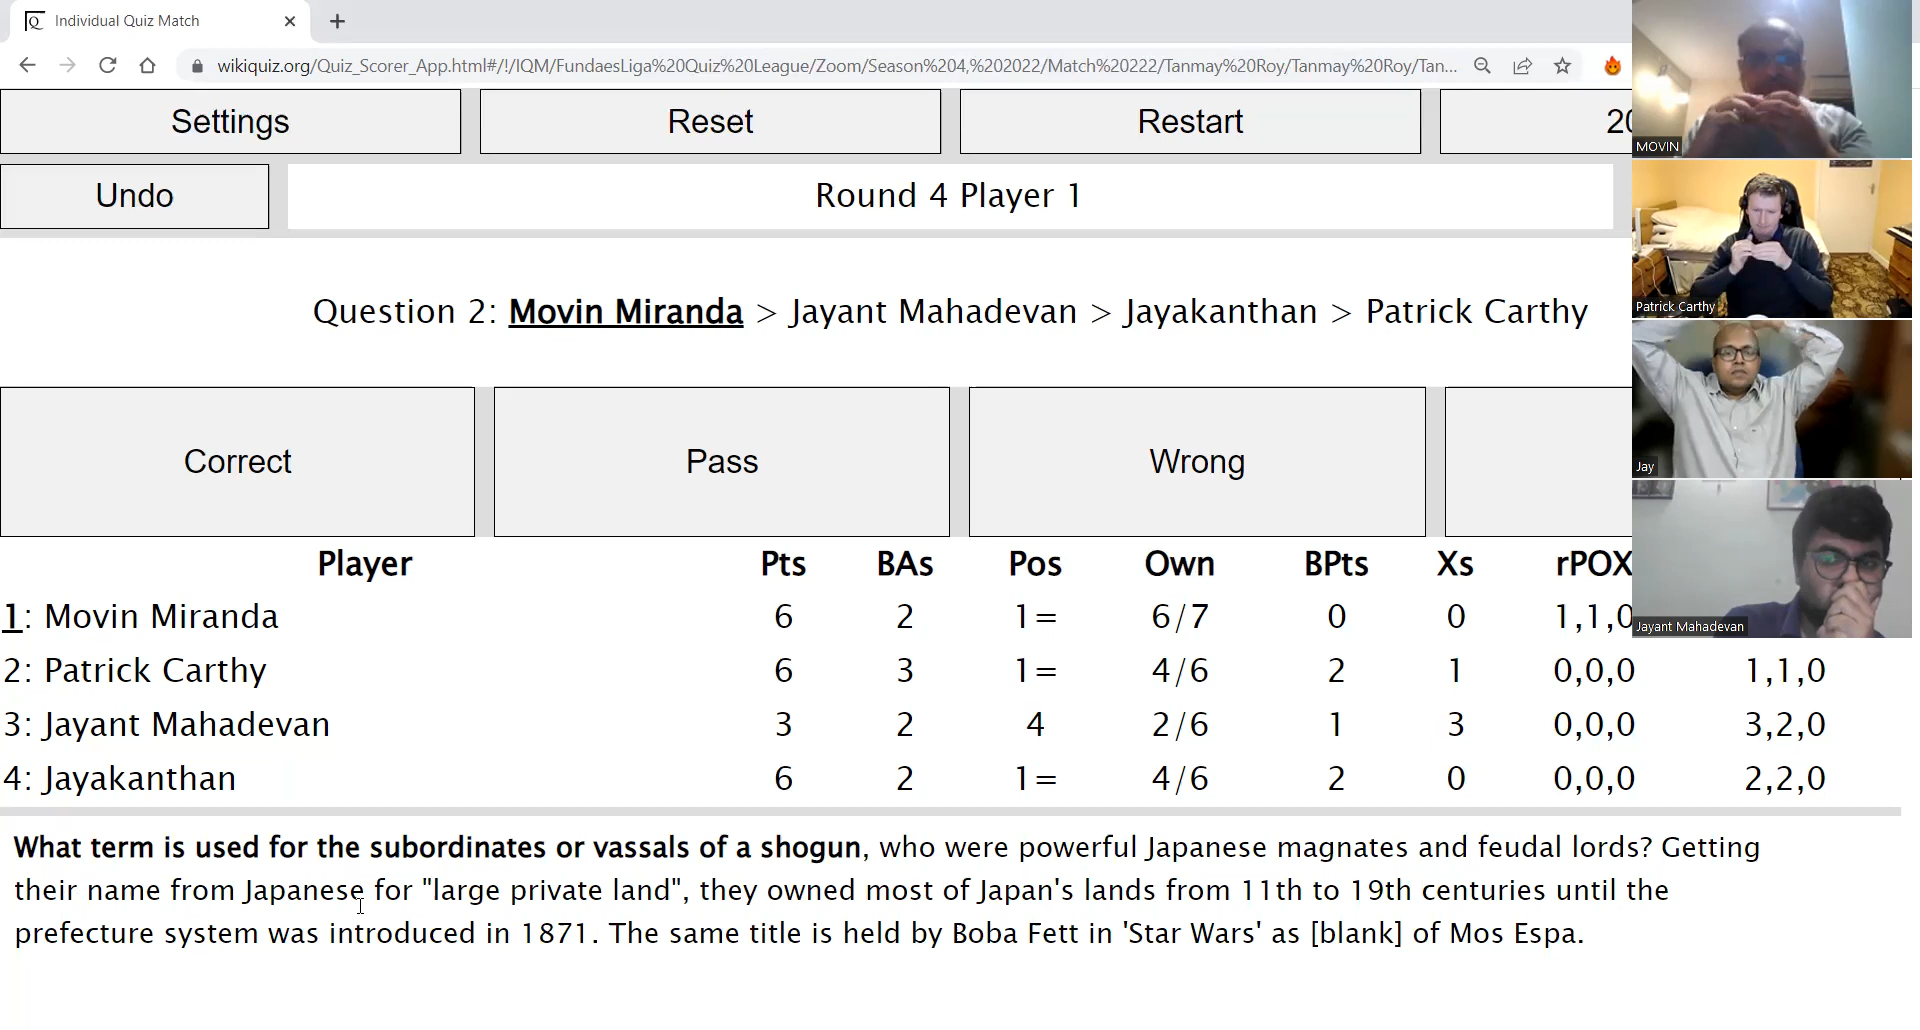 Individual Quiz Match
wikiquiz.org/Quiz_Scorer_App.html#/!/IQM/FundaesLiga%20Quiz%20League/Zoom/Season%204,%202022/Match%20222/Tanmay%20Roy/Tanmay%20Roy/Tan...
Settings Reset Restart 20
MOVIN
Undo Round 4 Player 1
Question 2: Movin Miranda > Jayant Mahadevan > Jayakanthan > Patrick Carthy
Patrick Carthy
Correct Pass Wrong
Jay
Player Pts BAs Pos Own BPts Xs rPOX
1: Movin Miranda 6 2 1= 6/7 0 0 1,1,0
Jayant Mahadevan
2: Patrick Carthy 6 3 1= 4/6 2 1 0,0,0 1,1,0
3: Jayant Mahadevan 3 2 4 2/6 1 3 0,0,0 3,2,0
4: Jayakanthan 6 2 1= 4/6 2 0 0,0,0 2,2,0
What term is used for the subordinates or vassals of a shogun, who were powerful Japanese magnates and feudal lords? Getting
their name from Japanese for "large private land", they owned most of Japan's lands from 11th to 19th centuries until the
prefecture system was introduced in 1871. The same title is held by Boba Fett in 'Star Wars' as [blank] of Mos Espa.